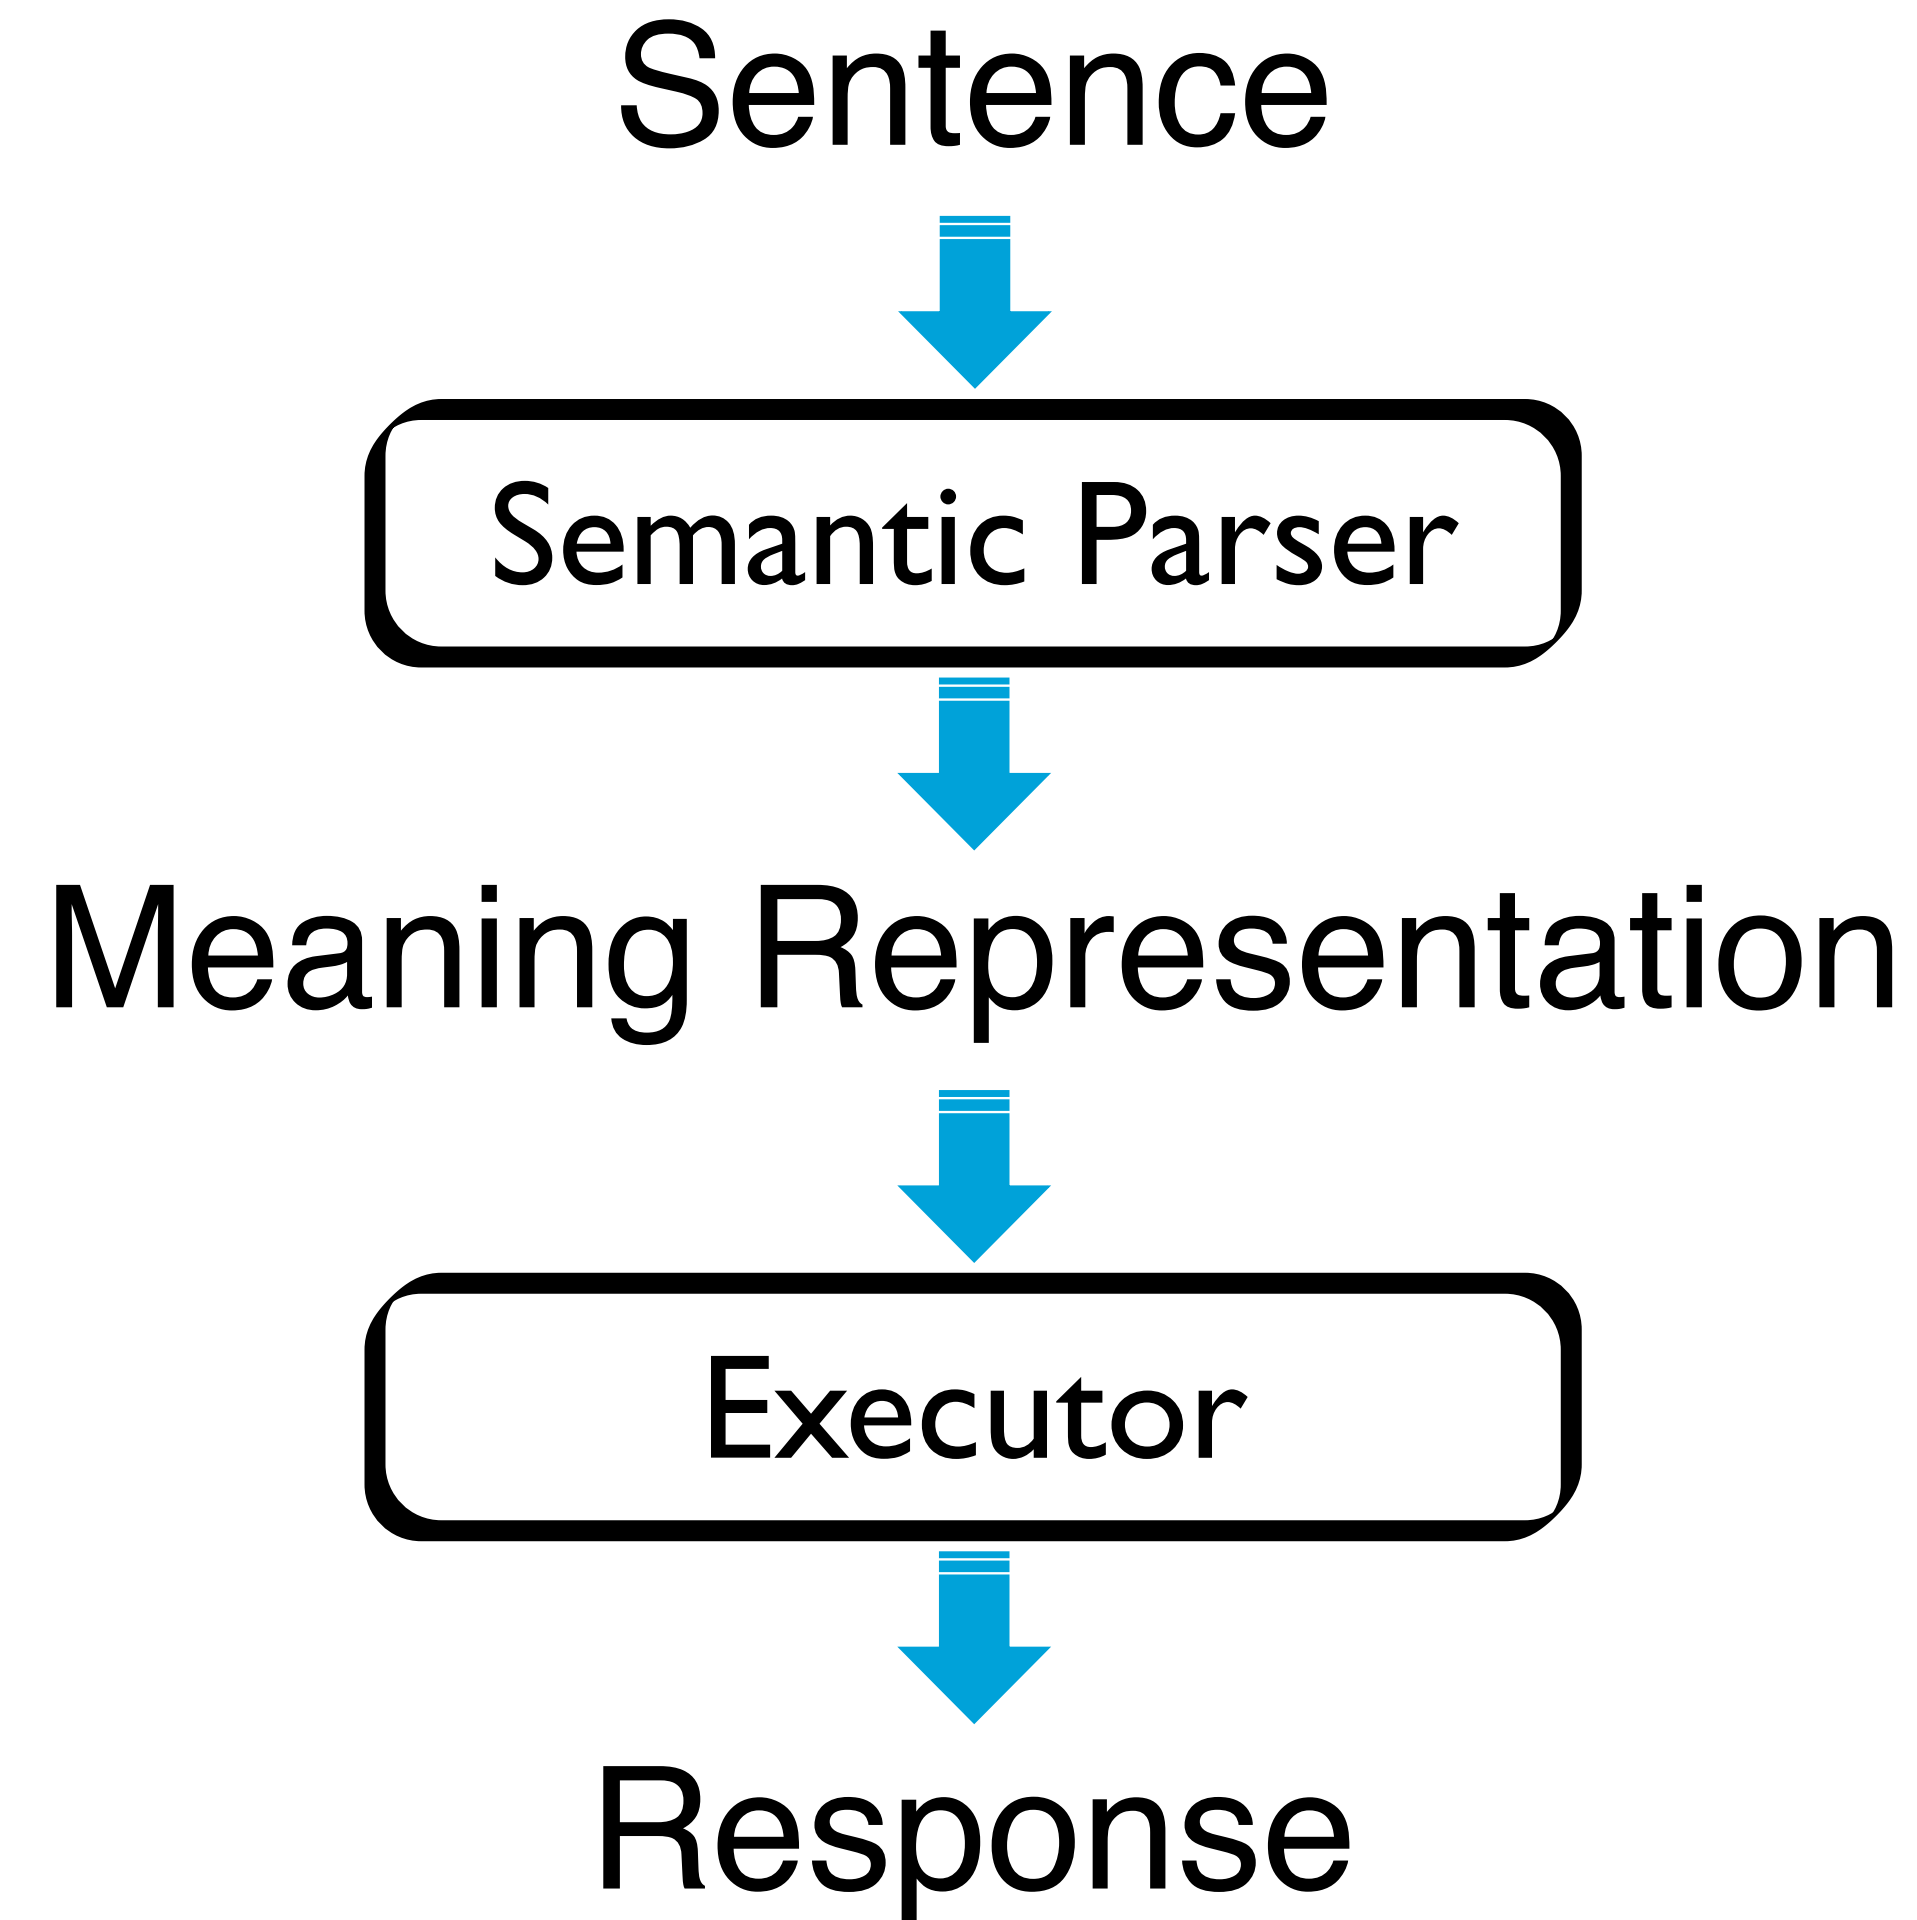 Sentence
Semantic Parser
Meaning Representation
Executor
Response